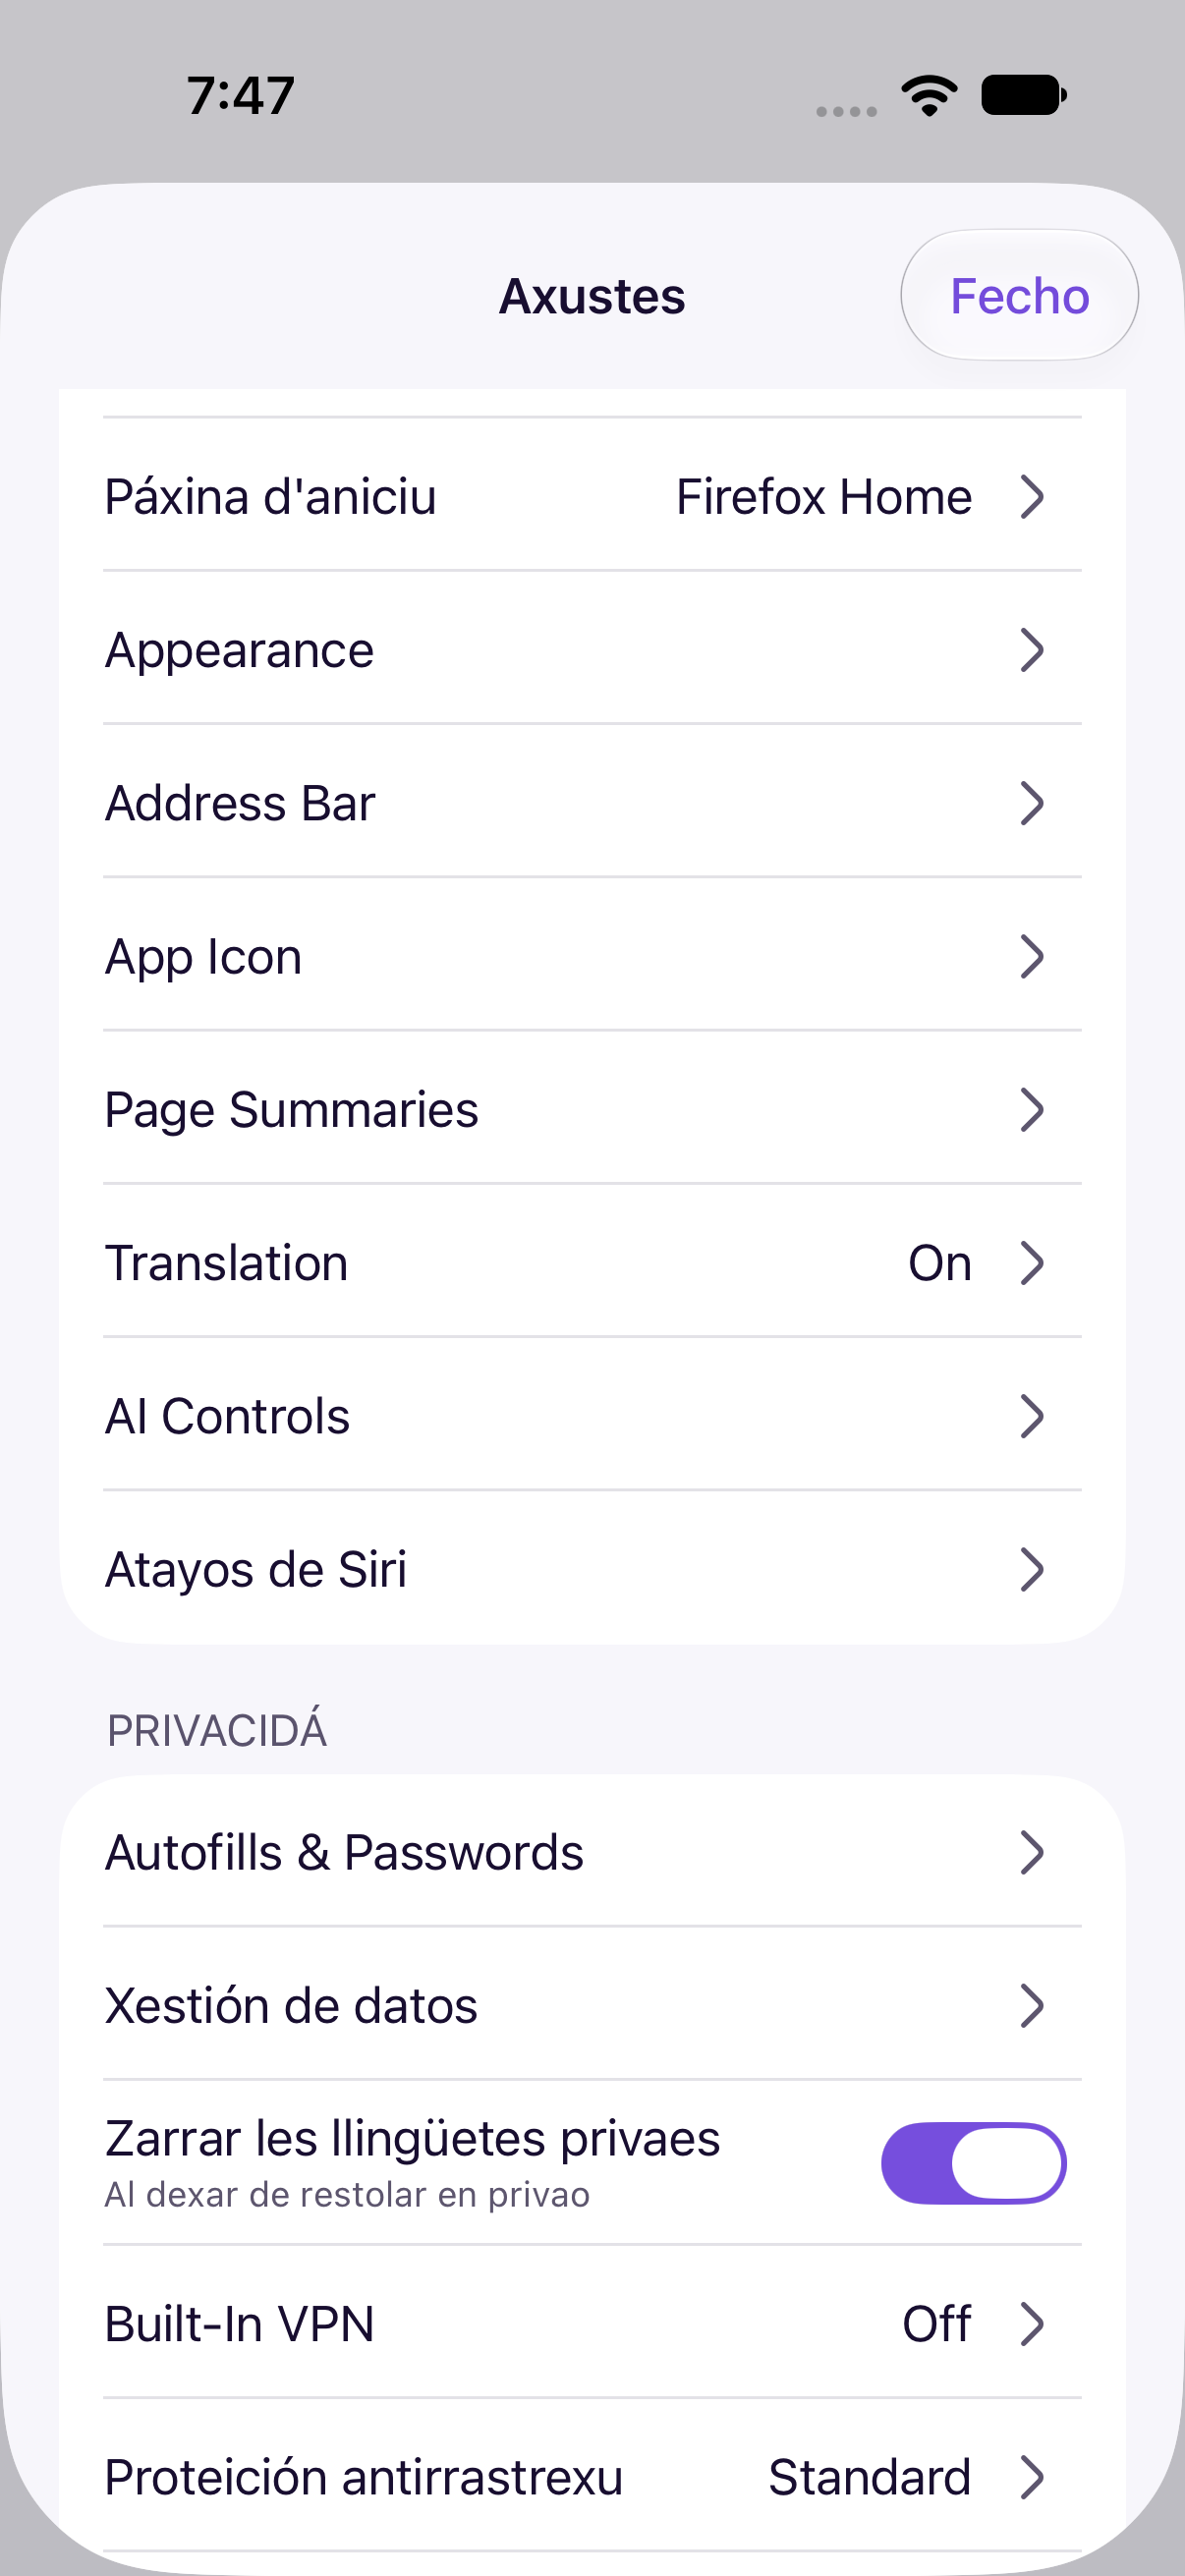 7:47
Axustes
Fecho
Páxina d'aniciu
Firefox Home
Appearance
Address Bar
App Icon
Page Summaries
Translation
On
AI Controls
Atayos de Siri
PRIVACIDÁ
Autofills & Passwords
Xestión de datos
Zarrar les llingüetes privaes
Al dexar de restolar en privao
Built-In VPN
Off
Proteición antirrastrexu
Standard